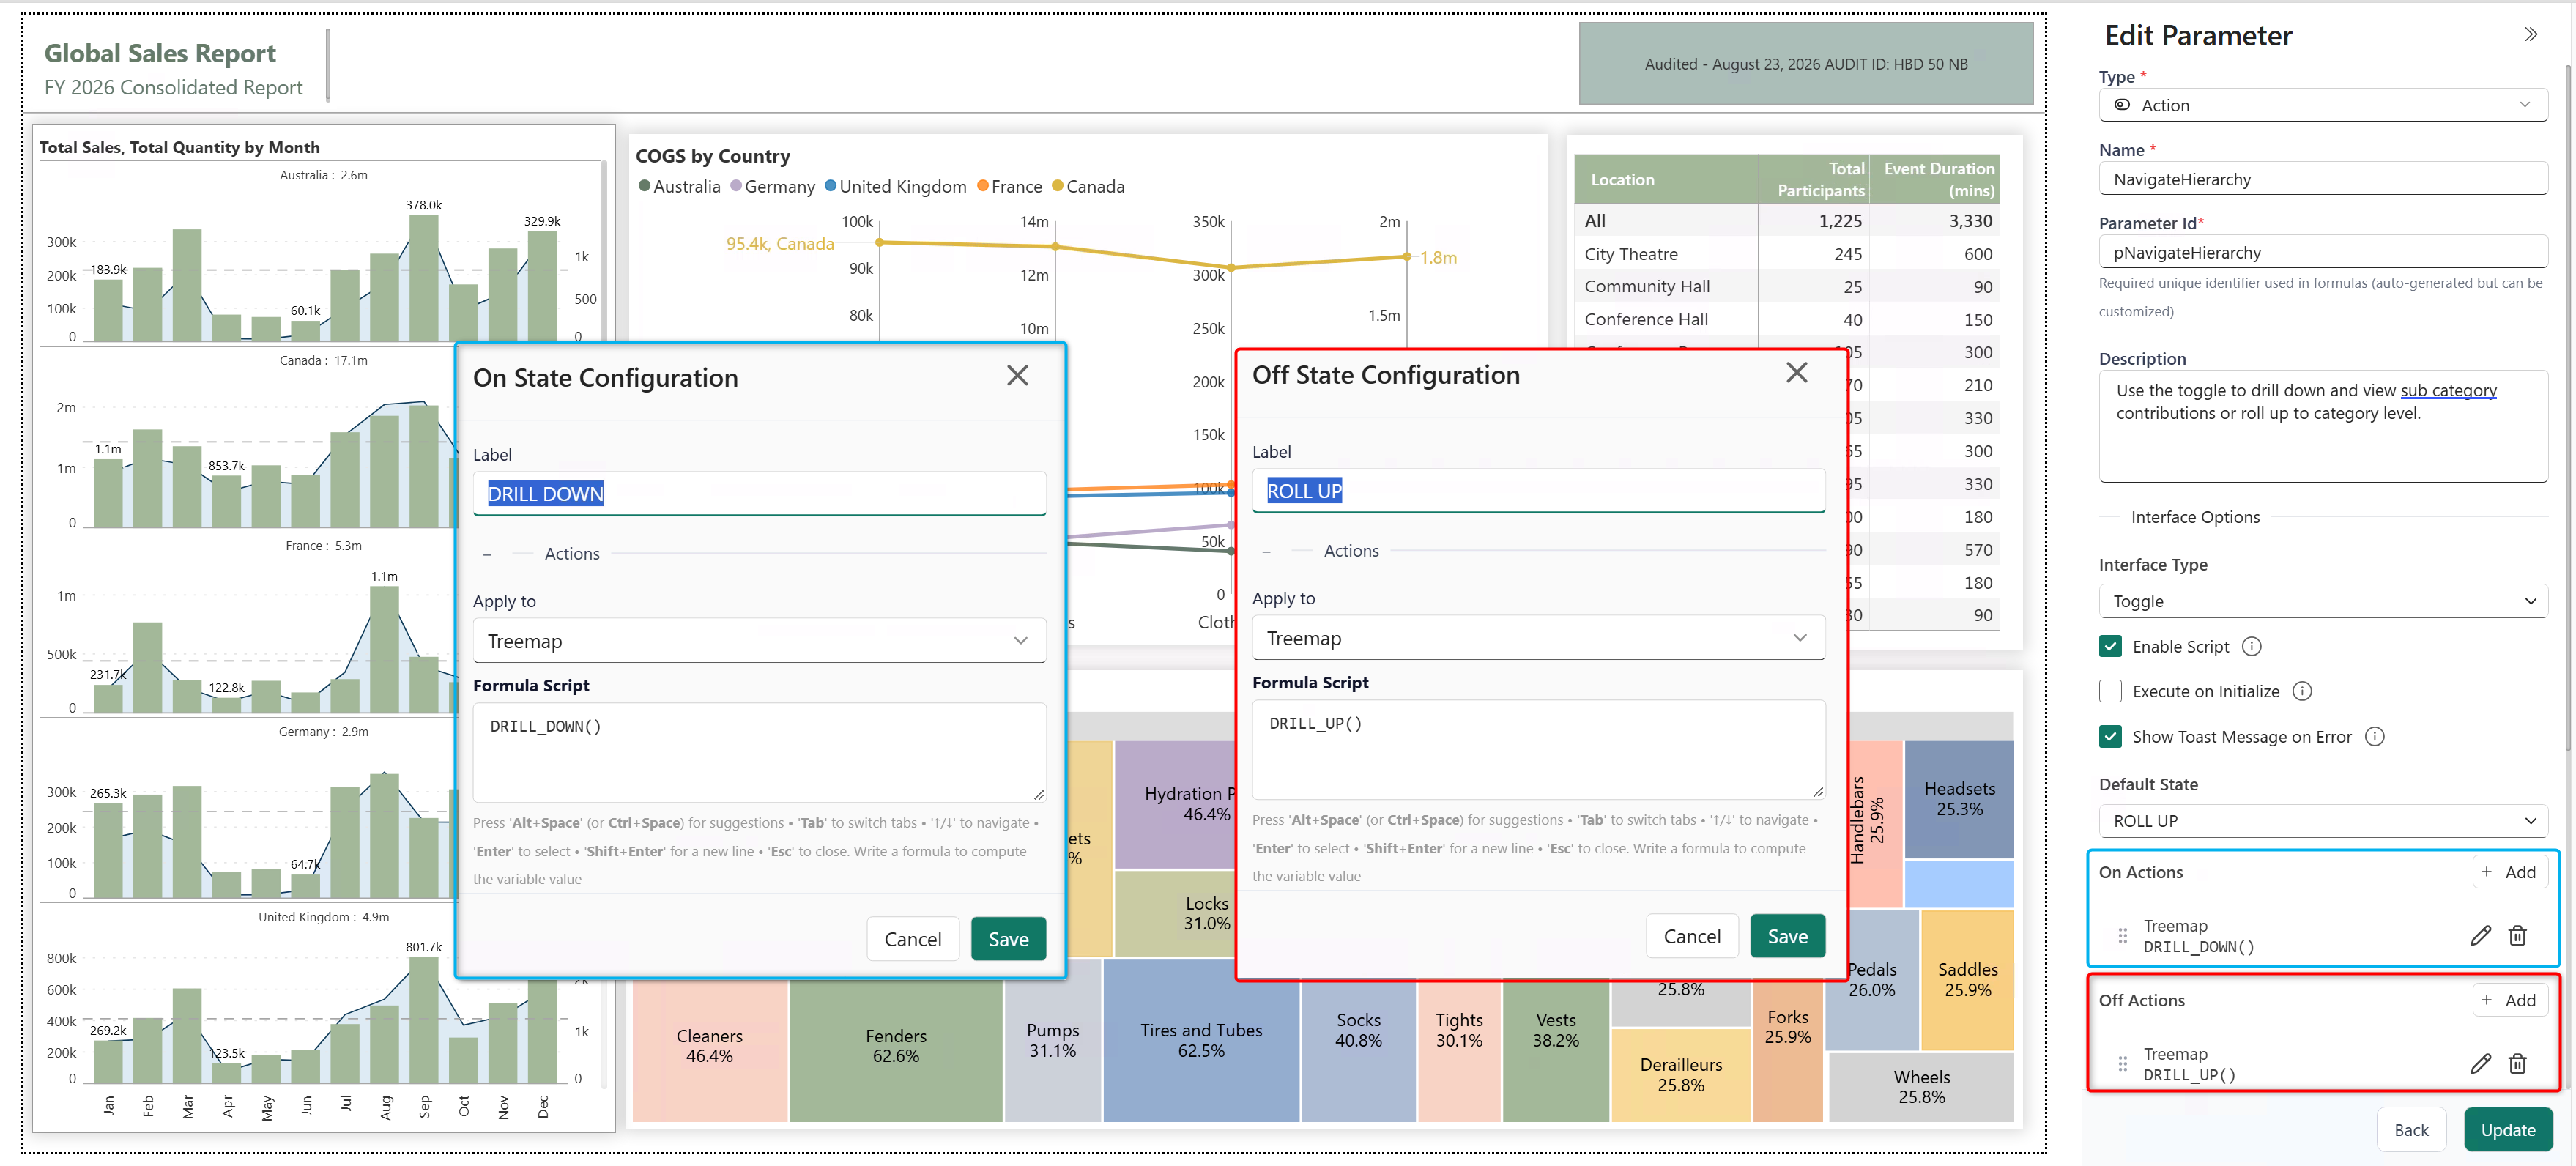 Global Sales Report
FY 2026 Consolidated Report
Audited - August 23, 2026 AUDIT ID: HBD 50 NB
Total Sales, Total Quantity by Month
Australia : 2.6m
300k
200k
100k
0
1k
500
0
183.9k
60.1k
378.0k
329.9k
Canada : 17.1m
2m
1m
0
1.1m
853.7k
France : 5.3m
1m
500k
0
231.7k
122.8k
1.1m
Germany : 2.9m
300k
200k
100k
0
265.3k
64.7k
United Kingdom : 4.9m
800k
600k
400k
200k
0
2k
1k
0
269.2k
123.5k
801.7k
Jan
Feb
Mar
Apr
May
Jun
Jul
Aug
Sep
Oct
Nov
Dec
COGS by Country
Australia Germany United Kingdom France Canada
95.4k, Canada
100k
90k
80k
14m
12m
10m
350k
300k
250k
200k
150k
100k
50k
0
2m
1.5m
1.8m
Location
Total Participants
Event Duration (mins)
All 1,225 3,330
City Theatre 245 600
Community Hall 25 90
Conference Hall 40 150
300
210
330
300
330
180
570
180
90
On State Configuration
Label
DRILL DOWN
– Actions
Apply to
Treemap
Formula Script
DRILL_DOWN()
Press 'Alt+Space' (or Ctrl+Space) for suggestions • 'Tab' to switch tabs • '↑/↓' to navigate •
'Enter' to select • 'Shift+Enter' for a new line • 'Esc' to close. Write a formula to compute
the variable value
Cancel
Save
Off State Configuration
Label
ROLL UP
– Actions
Apply to
Treemap
Formula Script
DRILL_UP()
Press 'Alt+Space' (or Ctrl+Space) for suggestions • 'Tab' to switch tabs • '↑/↓' to navigate •
'Enter' to select • 'Shift+Enter' for a new line • 'Esc' to close. Write a formula to compute
the variable value
Cancel
Save
Hydration P
46.4%
Locks
31.0%
Handlebars
25.9%
Headsets
25.3%
Cleaners
46.4%
Fenders
62.6%
Pumps
31.1%
Tires and Tubes
62.5%
Socks
40.8%
Tights
30.1%
Vests
38.2%
25.8%
Derailleurs
25.8%
Forks
25.9%
Pedals
26.0%
Saddles
25.9%
Wheels
25.8%
Edit Parameter
Type *
Action
Name *
NavigateHierarchy
Parameter Id*
pNavigateHierarchy
Required unique identifier used in formulas (auto-generated but can be
customized)
Description
Use the toggle to drill down and view sub category
contributions or roll up to category level.
Interface Options
Interface Type
Toggle
Enable Script
Execute on Initialize
Show Toast Message on Error
Default State
ROLL UP
On Actions
+ Add
Treemap
DRILL_DOWN()
Off Actions
+ Add
Treemap
DRILL_UP()
Back
Update